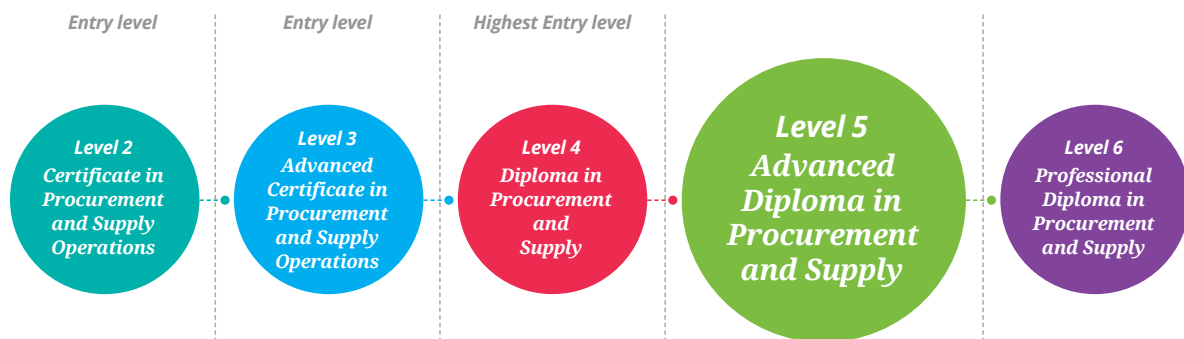 Entry level
Entry level
Highest Entry level
Level 2
Certificate in
Procurement
and Supply
Operations
Level 3
Advanced
Certificate in
Procurement
and Supply
Operations
Level 4
Diploma in
Procurement
and
Supply
Level 5
Advanced
Diploma in
Procurement
and Supply
Level 6
Professional
Diploma in
Procurement
and Supply